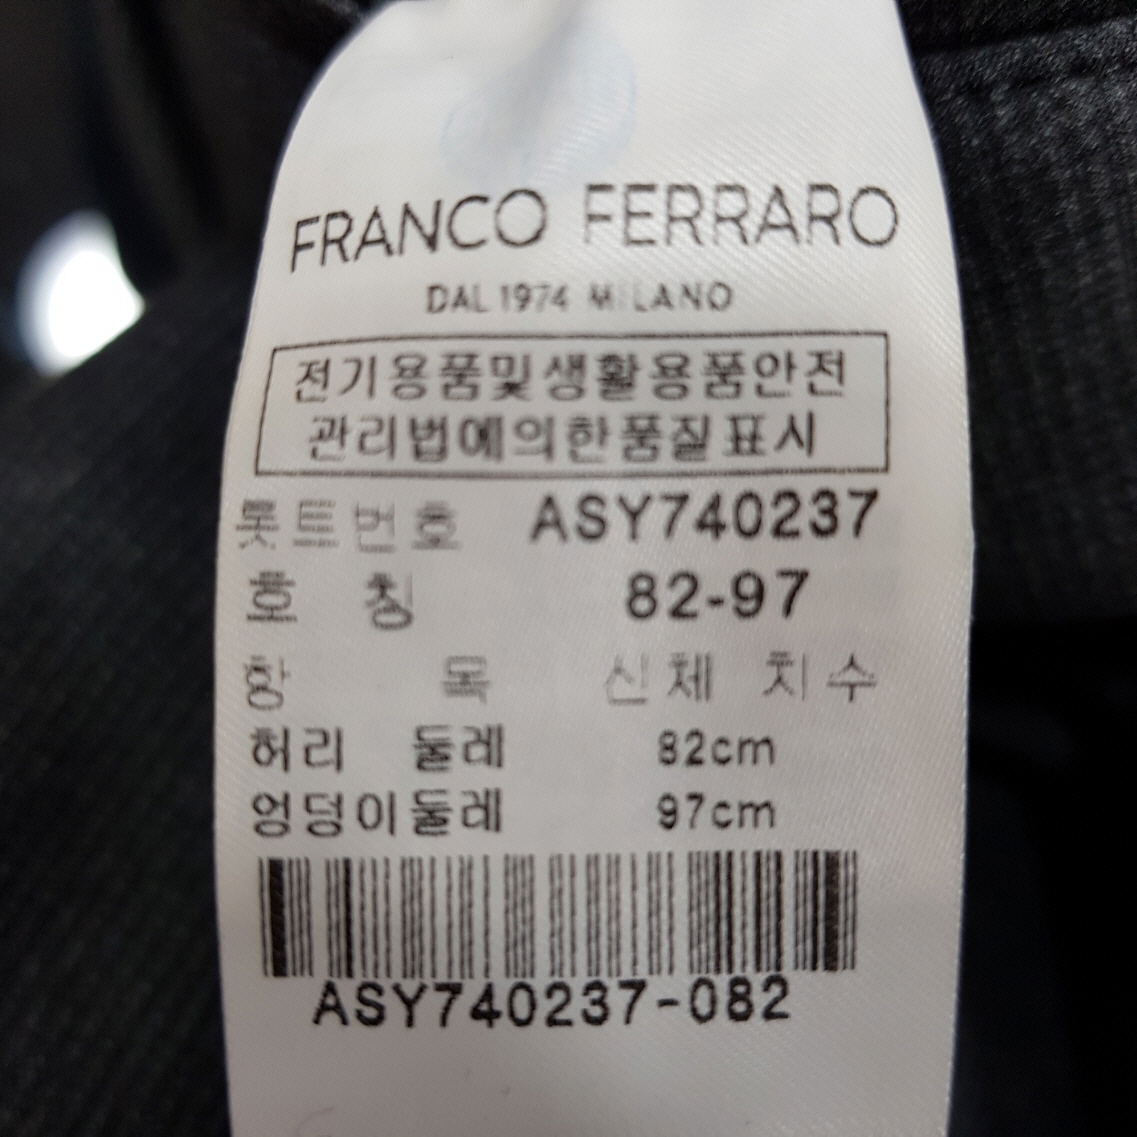 FRANCO FERRARO
DAL 1974 MILANO
전기용품및생활용품안전
관리법에의한품질표시
롯트번호 ASY740237
호 칭 82-97
항 목 신체 치수
허리 둘레 82cm
엉덩이둘레 97cm
ASY740237-082